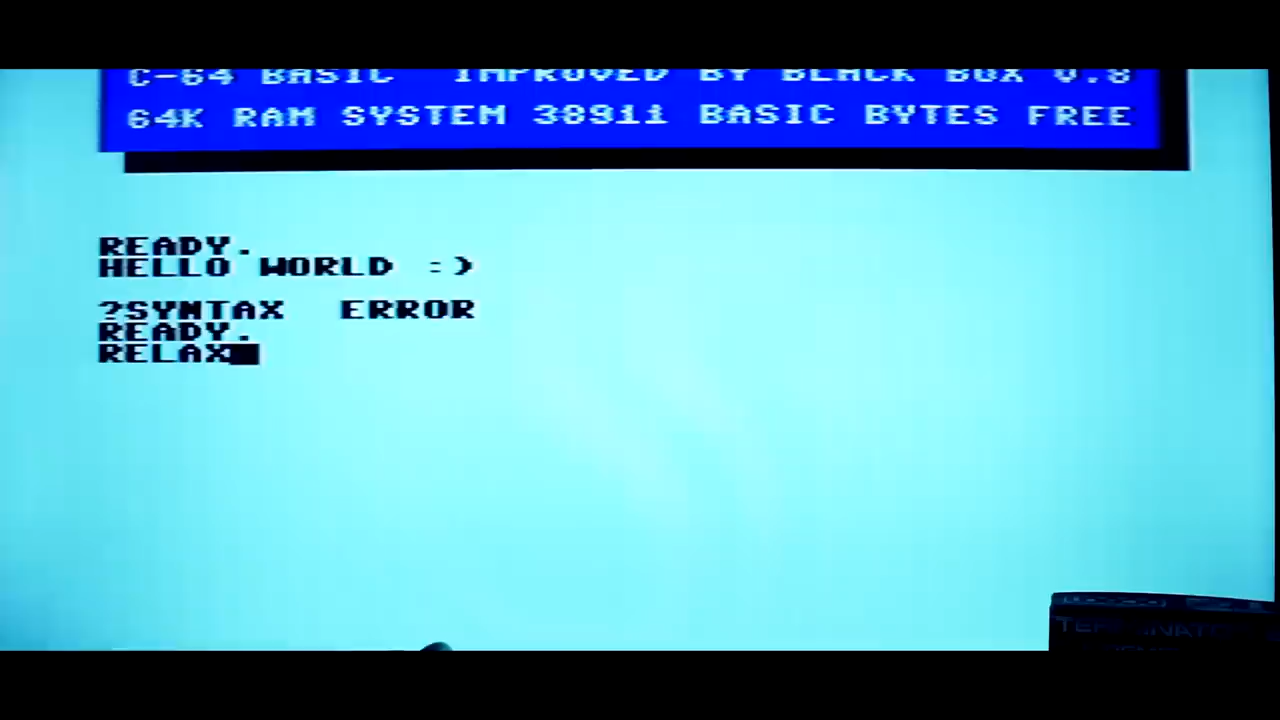 C-64 BASIC IMPROVED BY BLACK BOX V.8
64K RAM SYSTEM 38911 BASIC BYTES FREE
READY.
HELLO WORLD :)
?SYNTAX ERROR
READY.
RELAX